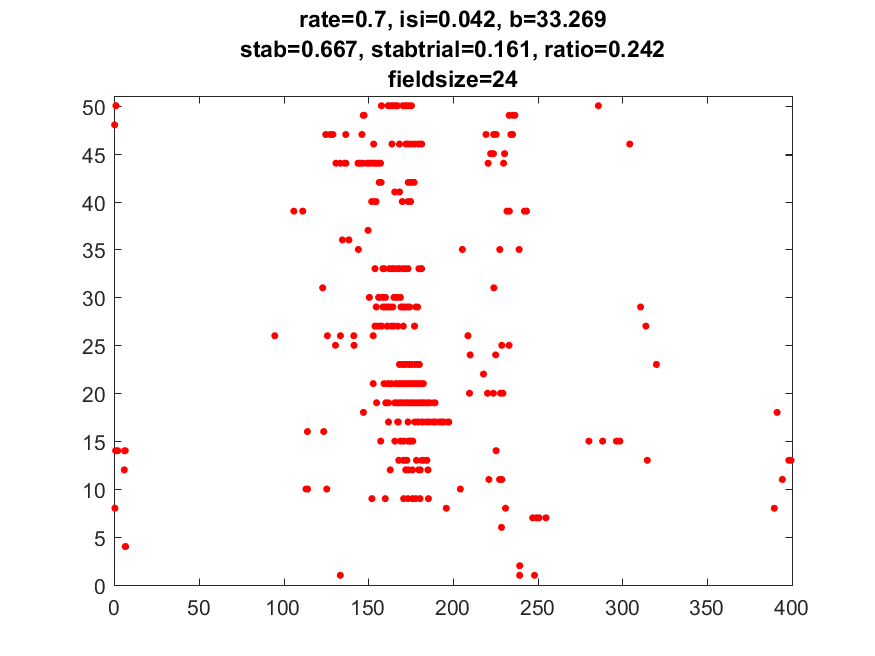 rate=0.7, isi=0.042, b=33.269
stab=0.667, stabtrial=0.161, ratio=0.242
fieldsize=24
50
45
40
35
30
25
20
15
10
5
0
0 50 100 150 200 250 300 350 400